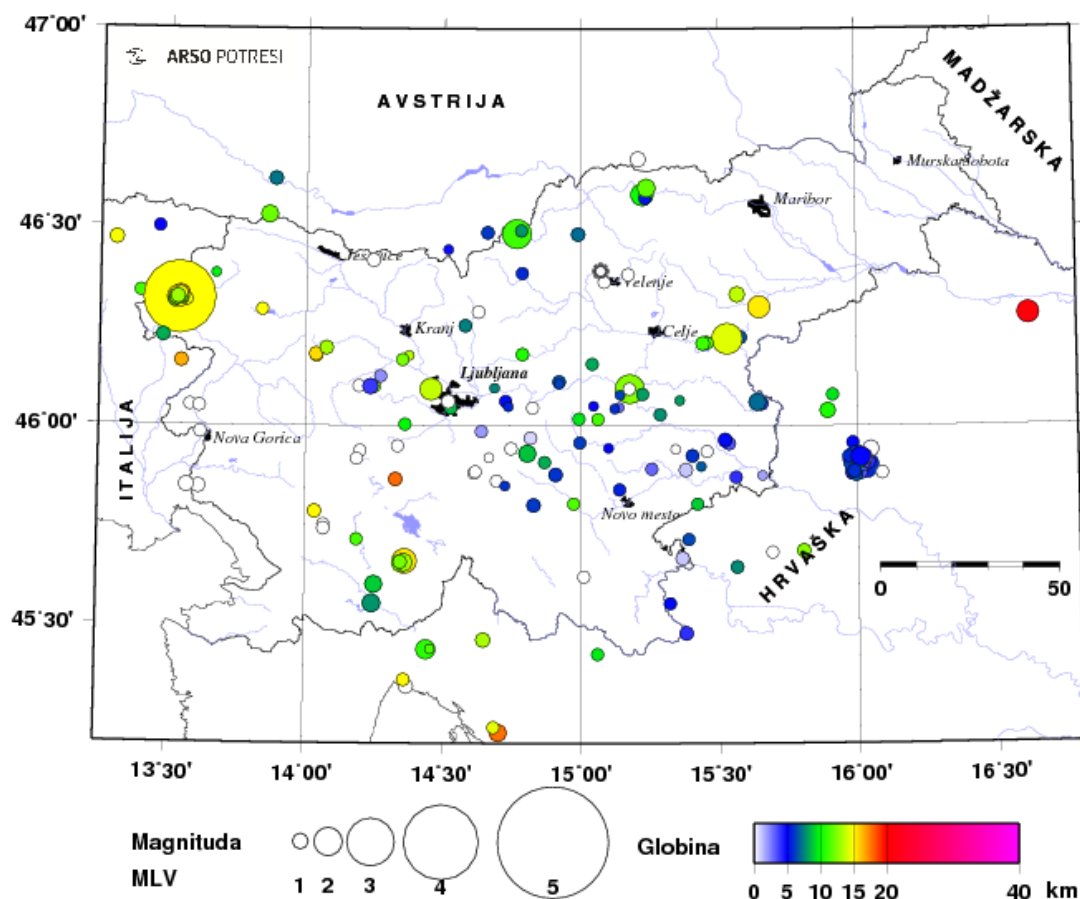 47˚00'
ARSO POTRESI
AVSTRIJA
MADŽARSKA
Murska Sobota
Maribor
46˚30'
Velenje
Kranj
Celje
Ljubljana
46˚00'
ITALIJA
Nova Gorica
Novo mesto
HRVAŠKA
0 50
45˚30'
13˚30' 14˚00' 14˚30' 15˚00' 15˚30' 16˚00' 16˚30'
Magnituda
MLV
1 2 3 4 5
Globina
0 5 10 15 20 40 km